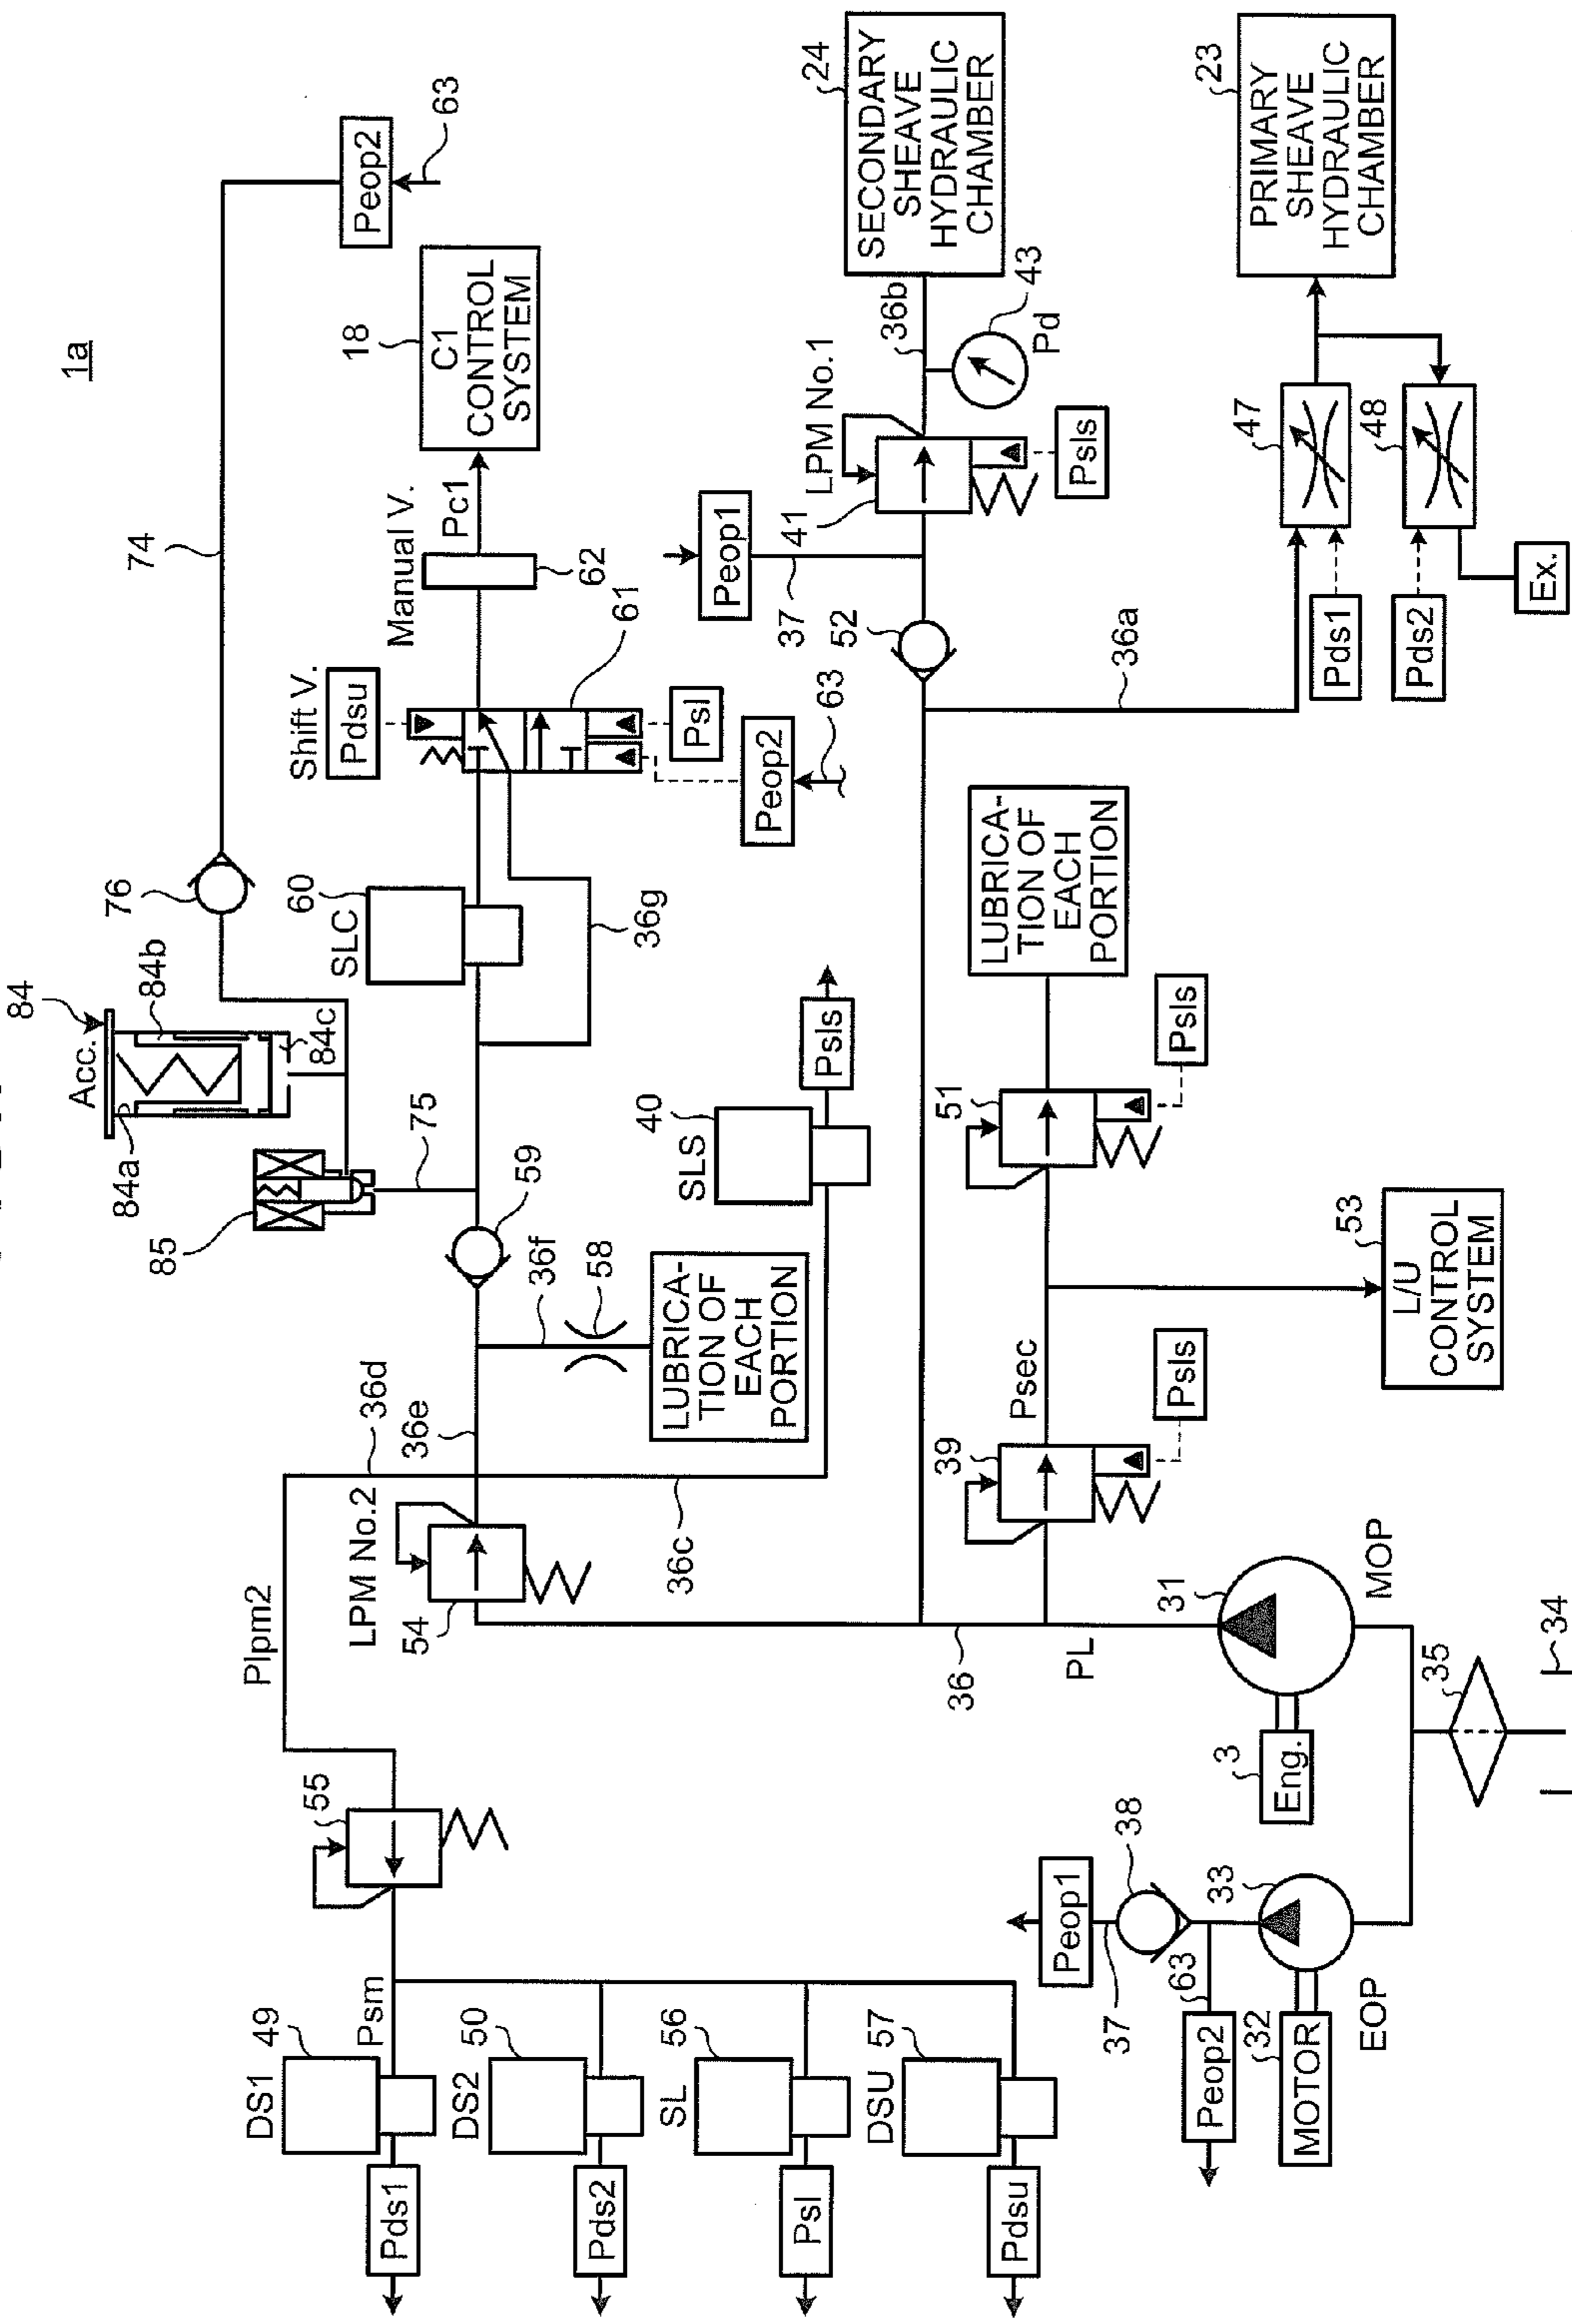 1a
84
Acc.
84a
84b
84c
85
76
74
Peop2
63
75
59
SLC
60
36g
Shift V.
Pdsu
61
Psl
Peop2
63
Manual V.
62
Pc1
18
C1
CONTROL
SYSTEM
Plpm2
36d
LPM No.2
54
36e
36f
58
LUBRICA-
TION OF
EACH
PORTION
36c
SLS
40
Psls
55
Psm
DS1
49
Pds1
DS2
50
Pds2
SL
56
Psl
DSU
57
Pdsu
Peop1
37
52
41
LPM No.1
Psls
36b
43
Pd
24
SECONDARY
SHEAVE
HYDRAULIC
CHAMBER
36a
47
Pds1
48
Pds2
Ex.
23
PRIMARY
SHEAVE
HYDRAULIC
CHAMBER
39
Psls
Psec
51
Psls
LUBRICA-
TION OF
EACH
PORTION
53
L/U
CONTROL
SYSTEM
36
PL
31
MOP
3
Eng.
35
34
Peop1
37
38
63
Peop2
33
32
MOTOR
EOP